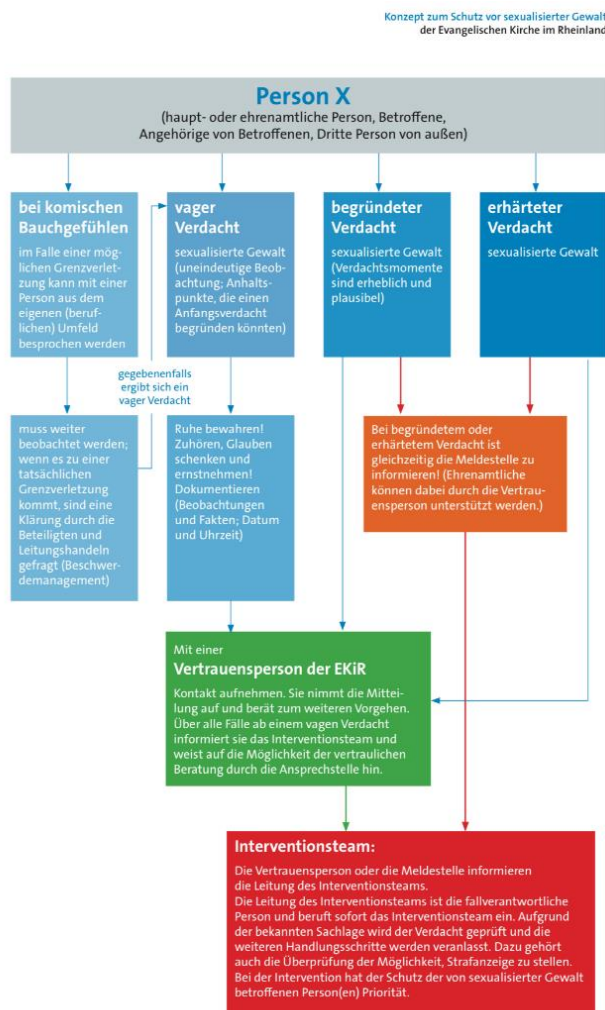 Konzept zum Schutz vor sexualisierter Gewalt
der Evangelischen Kirche im Rheinland
Person X
(haupt- oder ehrenamtliche Person, Betroffene,
Angehörige von Betroffenen, Dritte Person von außen)
bei komischen
Bauchgefühlen
im Falle einer mög-
lichen Grenzverlet-
zung kann mit einer
Person aus dem
eigenen (beruf-
lichen) Umfeld
besprochen werden
vager
Verdacht
sexualisierte Gewalt
(uneindeutige Beob-
achtung; Anhalts-
punkte, die einen
Anfangsverdacht
begründen könnten)
begründeter
Verdacht
sexualisierte Gewalt
(Verdachtsmomente
sind erheblich und
plausibel)
erhärteter
Verdacht
sexualisierte Gewalt
gegebenenfalls
ergibt sich ein
vager Verdacht
muss weiter
beobachtet werden;
wenn es zu einer
tatsächlichen
Grenzverletzung
kommt, sind eine
Klärung durch die
Beteiligten und
Leitungshandeln
gefragt (Beschwer-
demanagement)
Ruhe bewahren!
Zuhören, Glauben
schenken und
ernstnehmen!
Dokumentieren
(Beobachtungen
und Fakten; Datum
und Uhrzeit)
Bei begründetem oder
erhärtetem Verdacht ist
gleichzeitig die Meldestelle zu
informieren! (Ehrenamtliche
können dabei durch die Vertrau-
ensperson unterstützt werden.)
Mit einer
Vertrauensperson der EKiR
Kontakt aufnehmen. Sie nimmt die Mittei-
lung auf und berät zum weiteren Vorgehen.
Über alle Fälle ab einem vagen Verdacht
informiert sie das Interventionsteam und
weist auf die Möglichkeit der vertraulichen
Beratung durch die Ansprechstelle hin.
Interventionsteam:
Die Vertrauensperson oder die Meldestelle informieren
die Leitung des Interventionsteams.
Die Leitung des Interventionsteams ist die fallverantwortliche
Person und beruft sofort das Interventionsteam ein. Aufgrund
der bekannten Sachlage wird der Verdacht geprüft und die
weiteren Handlungsschritte werden veranlasst. Dazu gehört
auch die Überprüfung der Möglichkeit, Strafanzeige zu stellen.
Bei der Intervention hat der Schutz der von sexualisierter Gewalt
betroffenen Person(en) Priorität.